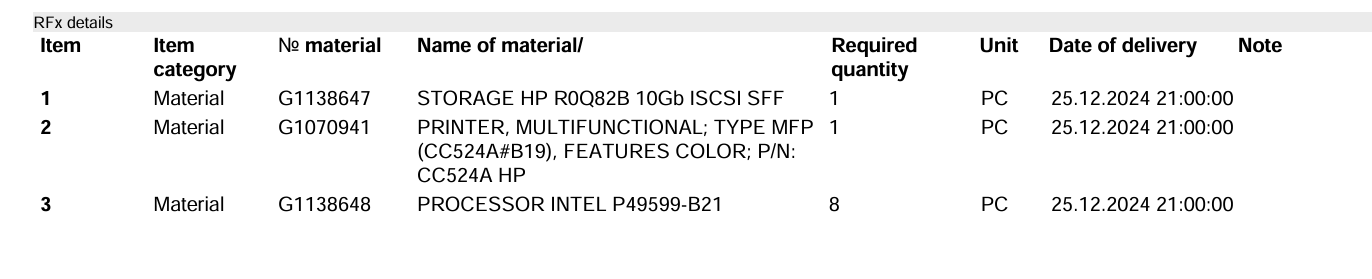 RFx details
Item Item category № material Name of material/ Required quantity Unit Date of delivery Note
1 Material G1138647 STORAGE HP R0Q82B 10Gb ISCSI SFF 1 PC 25.12.2024 21:00:00
2 Material G1070941 PRINTER, MULTIFUNCTIONAL; TYPE MFP 1 PC 25.12.2024 21:00:00
(CC524A#B19), FEATURES COLOR; P/N:
CC524A HP
3 Material G1138648 PROCESSOR INTEL P49599-B21 8 PC 25.12.2024 21:00:00